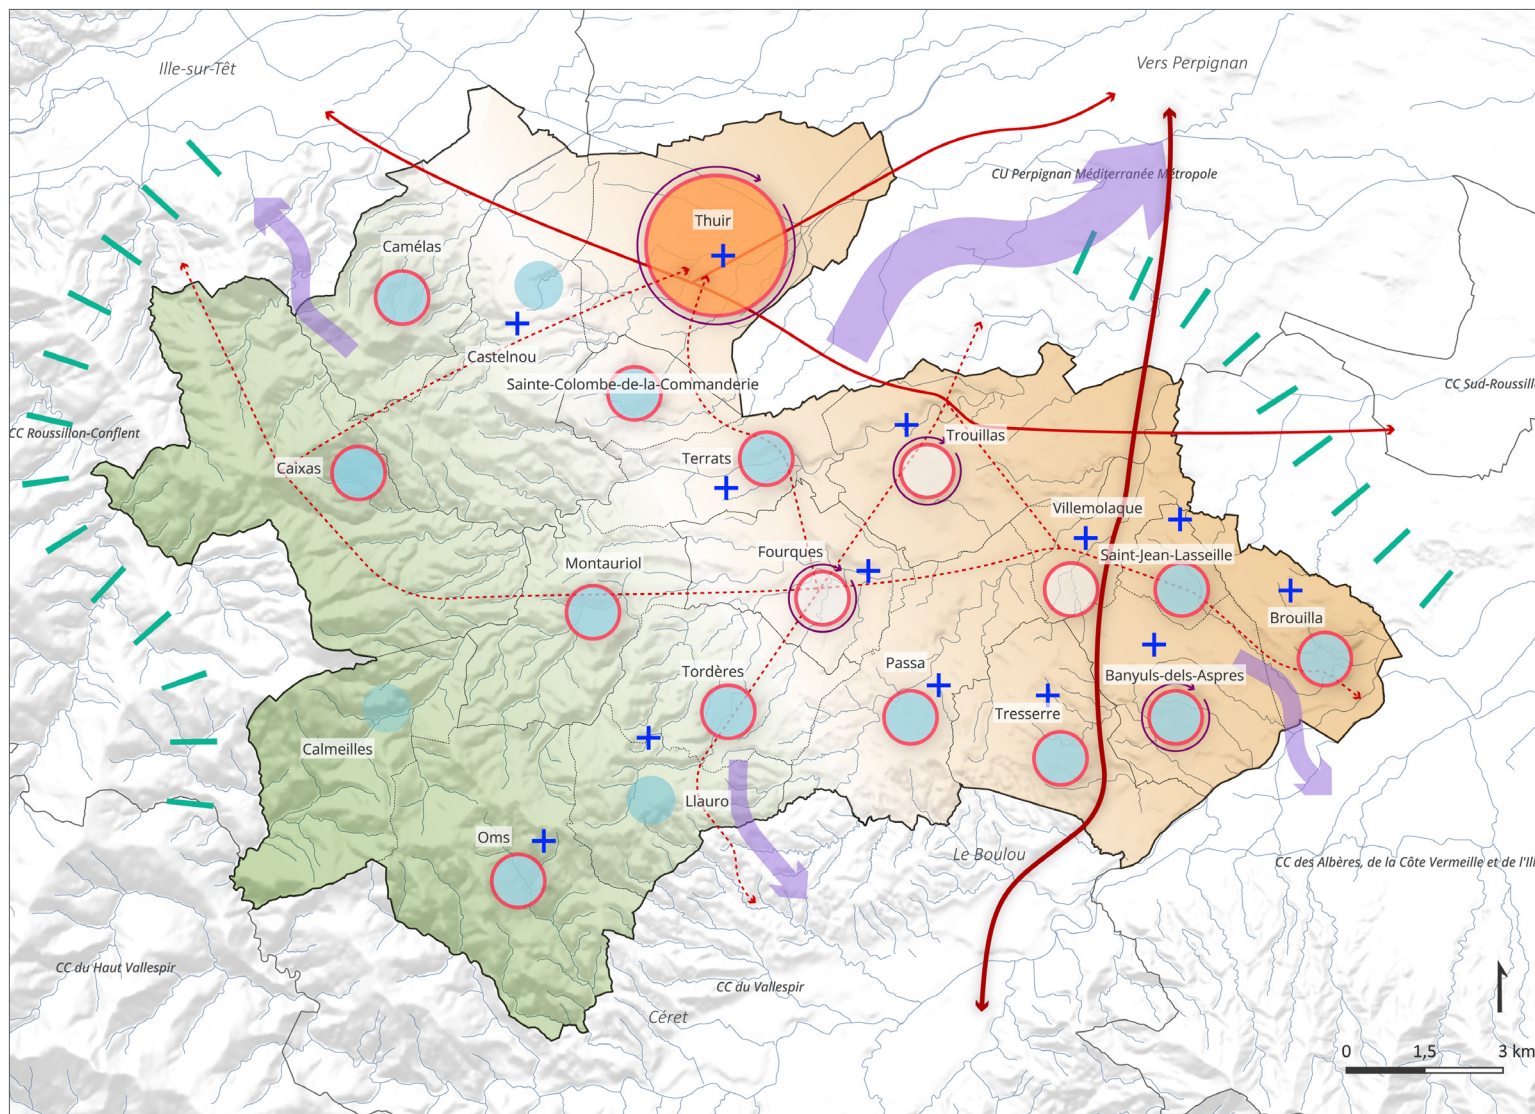 Ille-sur-Têt
Vers Perpignan
CU Perpignan Méditerranée Métropole
Thuir
Camélas
Castelnou
Sainte-Colombe-de-la-Commanderie
CC Sud-Roussill
CC Roussillon-Conflent
Caixas
Terrats
Trouillas
Villemolaque
Fourques
Saint-Jean-Lasseille
Montauriol
Brouilla
Passa
Tordères
Banyuls-dels-Aspres
Tresserre
Calmeilles
Llauro
Oms
Le Boulou
CC des Albères, de la Côte Vermeille et de l'Ill
CC du Haut Vallespir
CC du Vallespir
Céret
0 1,5 3 km